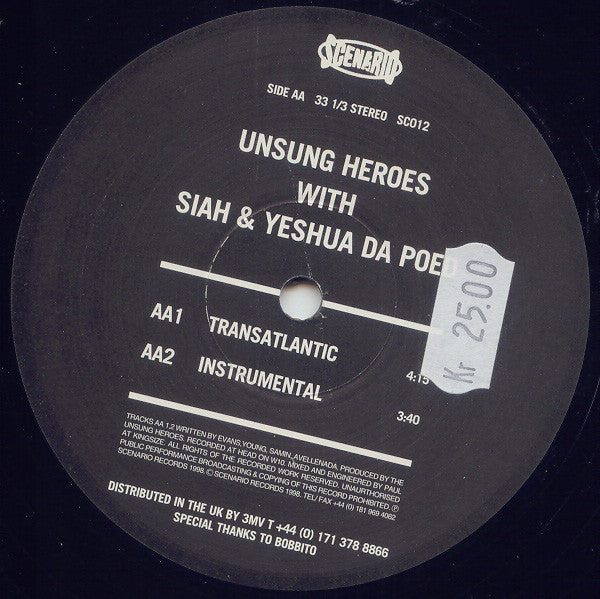 SCENARIO
SIDE AA 33 1/3 STEREO SC012
UNSUNG HEROES
WITH
SIAH & YESHUA DA POED
Kr 25.00
AA1 TRANSATLANTIC 4:15
AA2 INSTRUMENTAL 3:40
TRACKS AA 1,2 WRITTEN BY EVANS,YOUNG, SAMIN,,AVELLENADA. PRODUCED BY THE
UNSUNG HEROES. RECORDED AT HEAD ON W10. MIXED AND ENGINEERED BY PAUL
AT KINGSIZE. ALL RIGHTS OF THE RECORDED WORK RESERVED. UNAUTHORISED
PUBLIC PERFORMANCE BROADCASTING & COPYING OF THIS RECORD PROHIBITED. ℗
SCENARIO RECORDS 1998. © SCENARIO RECORDS 1998. TEL/ FAX +44 (0) 181 969 4062
DISTRIBUTED IN THE UK BY 3MV T +44 (0) 171 378 8866
SPECIAL THANKS TO BOBBITO